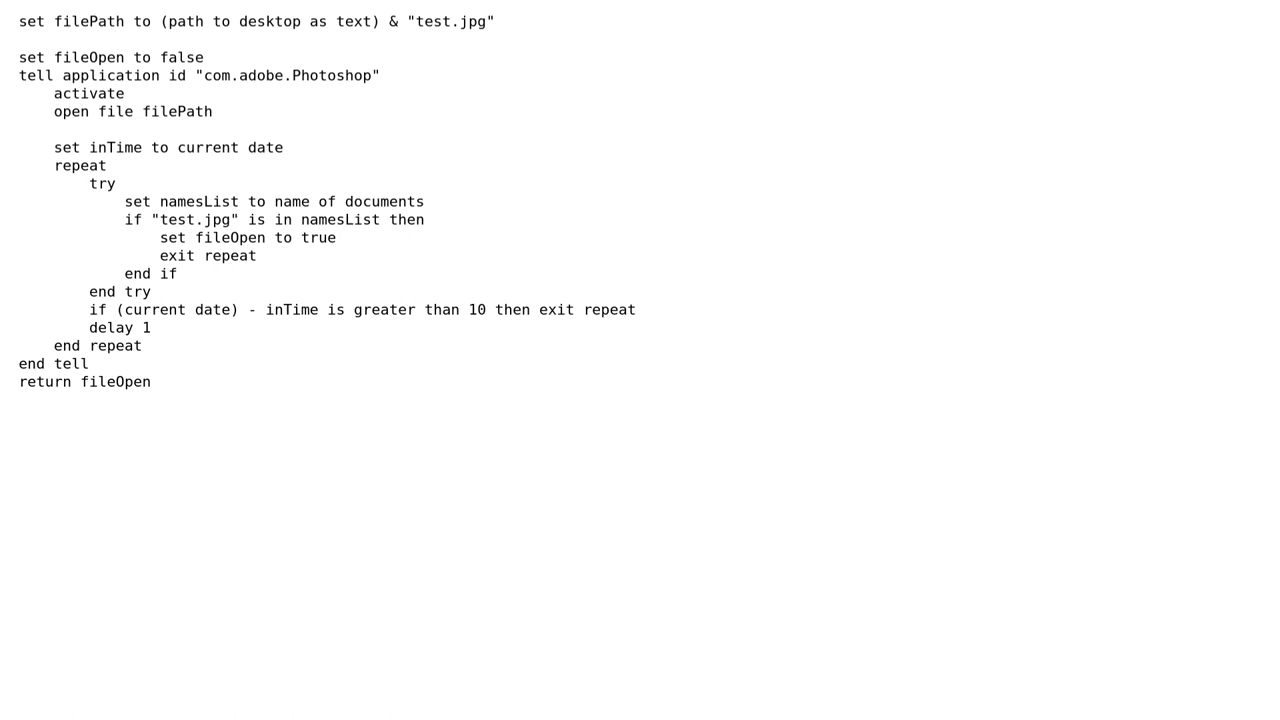 set filePath to (path to desktop as text) & "test.jpg"

set fileOpen to false
tell application id "com.adobe.Photoshop"
    activate
    open file filePath

    set inTime to current date
    repeat
        try
            set namesList to name of documents
            if "test.jpg" is in namesList then
                set fileOpen to true
                exit repeat
            end if
        end try
        if (current date) - inTime is greater than 10 then exit repeat
        delay 1
    end repeat
end tell
return fileOpen